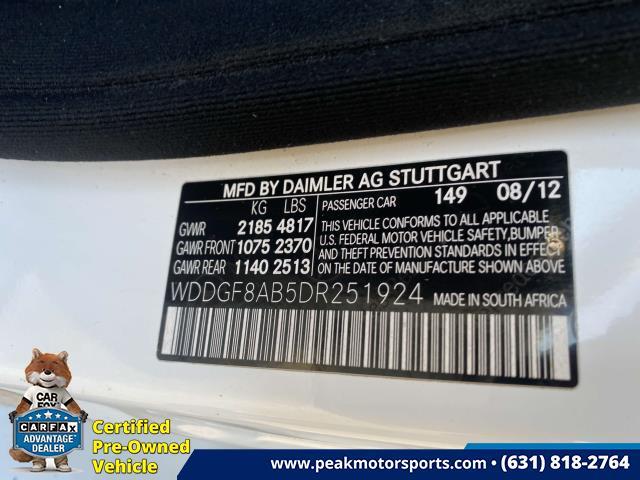 MFD BY DAIMLER AG STUTTGART
KG LBS
GVWR 2185 4817
GAWR FRONT 1075 2370
GAWR REAR 1140 2513
PASSENGER CAR 149 08/12
THIS VEHICLE CONFORMS TO ALL APPLICABLE
U.S. FEDERAL MOTOR VEHICLE SAFETY, BUMPER
AND THEFT PREVENTION STANDARDS IN EFFECT
ON THE DATE OF MANUFACTURE SHOWN ABOVE.
WDDGF8AB5DR251924 MADE IN SOUTH AFRICA
CAR
FOX
CARFAX
ADVANTAGE
DEALER
Certified
Pre-Owned
Vehicle
www.peakmotorsports.com • (631) 818-2764